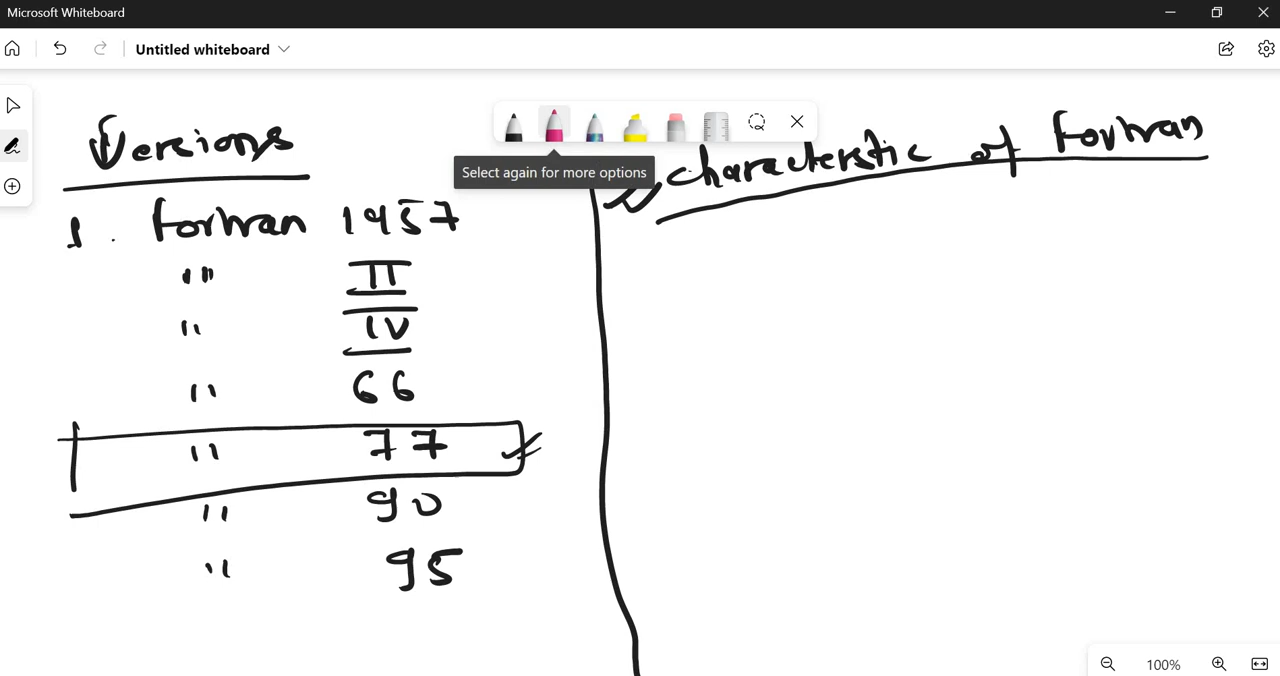 Microsoft Whiteboard
Untitled whiteboard
Select again for more options
Versions
1. Fortran 1957
" II
" IV
" 66
" 77
" 90
" 95
characterstic of Fortran
100%